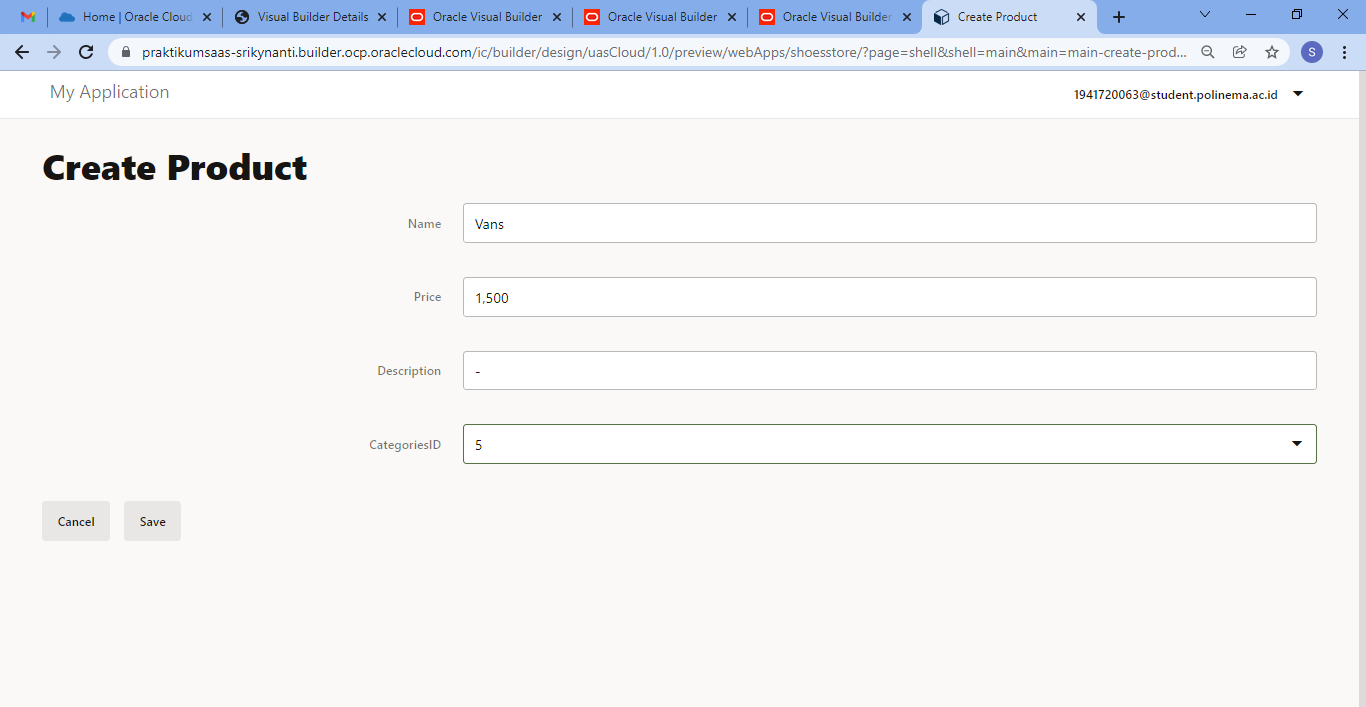 Home | Oracle Cloud
Visual Builder Details
Oracle Visual Builder
Oracle Visual Builder
Oracle Visual Builder
Create Product
praktikumsaas-srikynanti.builder.ocp.oraclecloud.com/ic/builder/design/uasCloud/1.0/preview/webApps/shoesstore/?page=shell&shell=main&main=main-create-prod...
S
My Application
1941720063@student.polinema.ac.id
Create Product
Name
Vans
Price
1,500
Description
-
CategoriesID
5
Cancel
Save